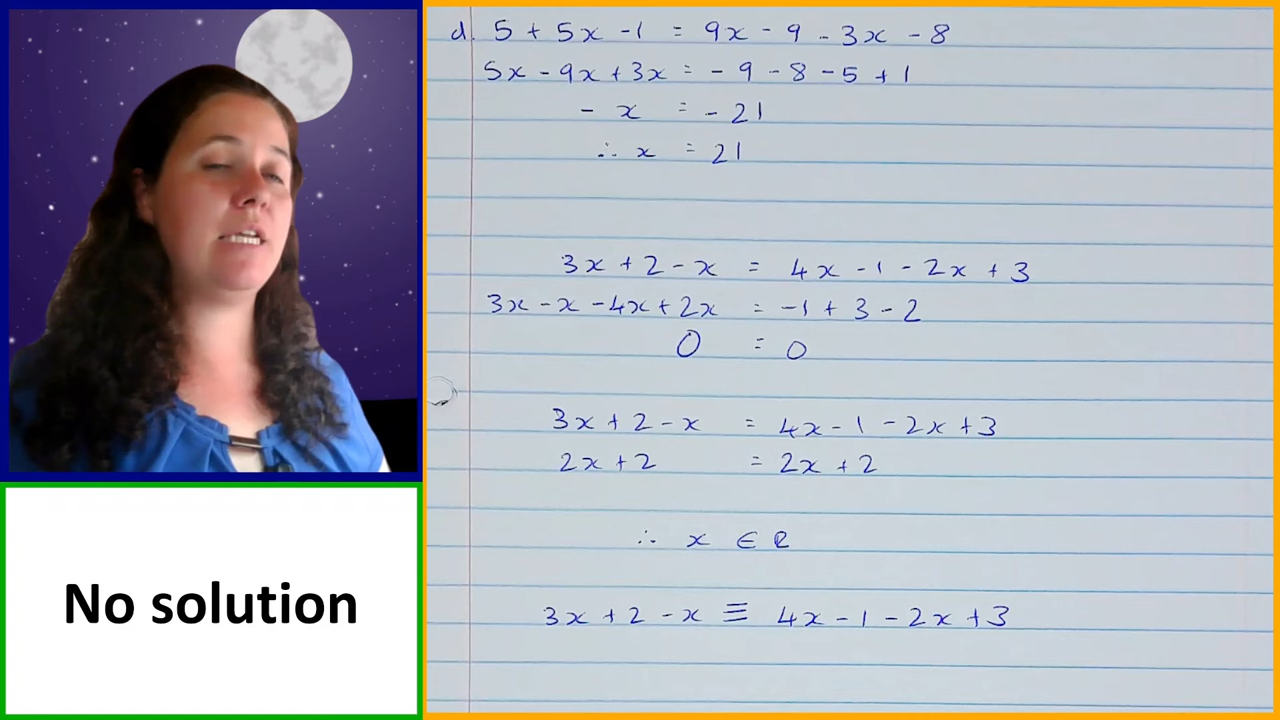 d. 5 + 5x - 1 = 9x - 9 - 3x - 8
5x - 9x + 3x = - 9 - 8 - 5 + 1
- x = - 21
∴ x = 21
3x + 2 - x = 4x - 1 - 2x + 3
3x - x - 4x + 2x = -1 + 3 - 2
0 = 0
3x + 2 - x = 4x - 1 - 2x + 3
2x + 2 = 2x + 2
∴ x ∈ R
3x + 2 - x ≡ 4x - 1 - 2x + 3
No solution